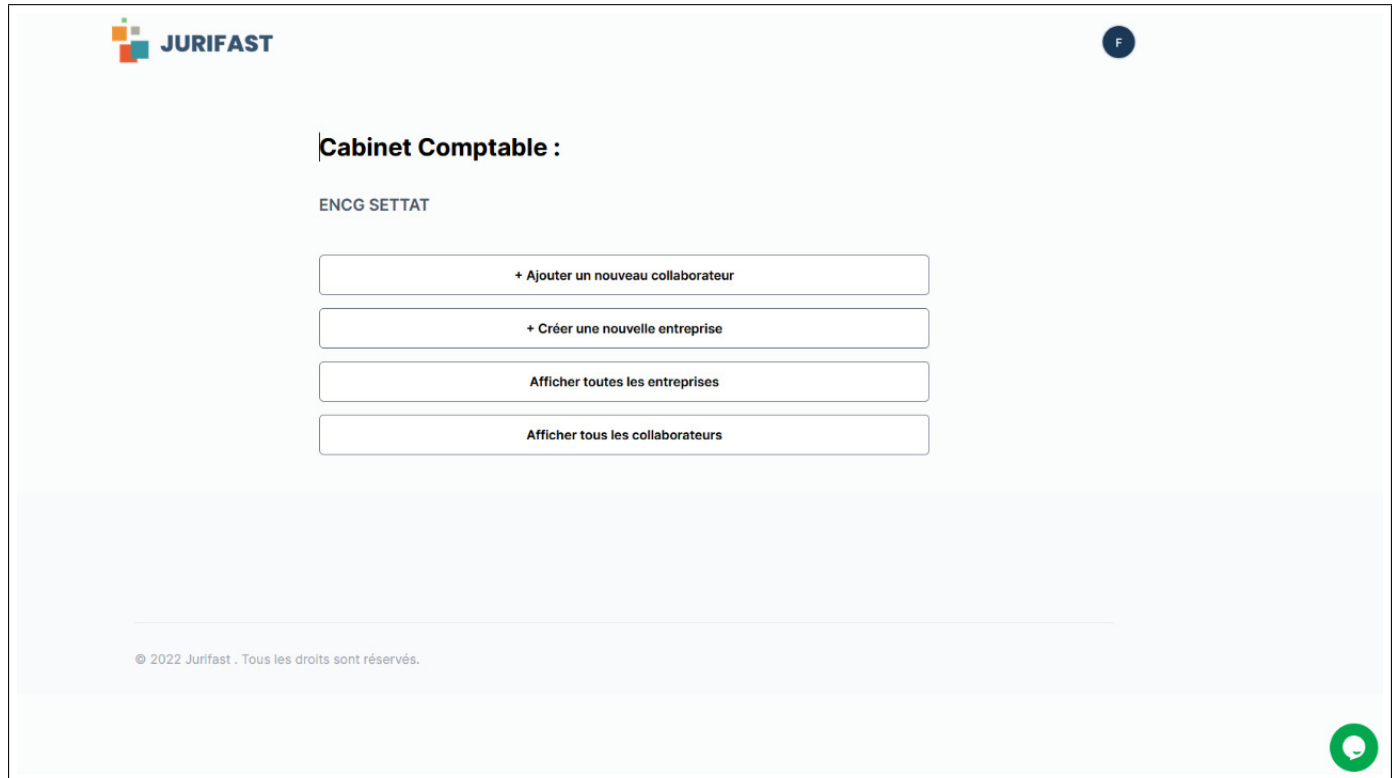 JURIFAST
F
Cabinet Comptable :
ENCG SETTAT
+ Ajouter un nouveau collaborateur
+ Créer une nouvelle entreprise
Afficher toutes les entreprises
Afficher tous les collaborateurs
© 2022 Jurifast . Tous les droits sont réservés.